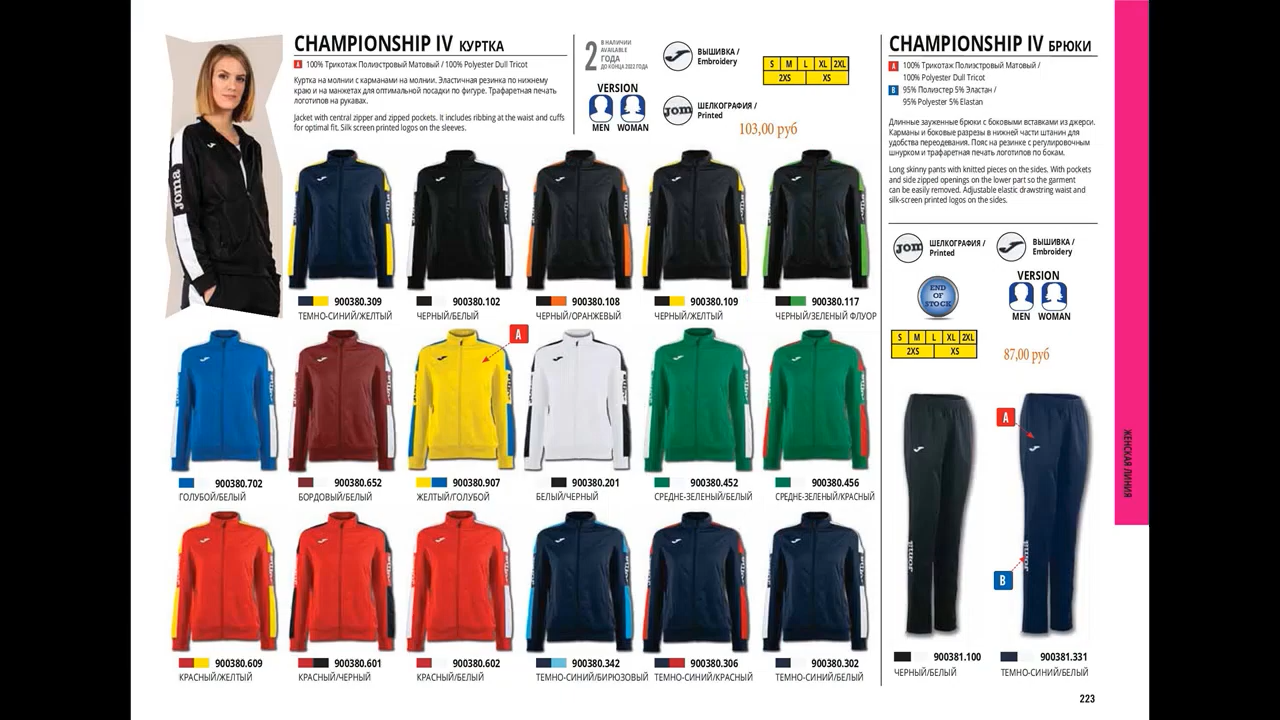 CHAMPIONSHIP IV КУРТКА
A 100% Трикотаж Полиэстровый Матовый / 100% Polyester Dull Tricot
Куртка на молнии с карманами на молнии. Эластичная резинка по нижнему
краю и на манжетах для оптимальной посадки по фигуре. Трафаретная печать
логотипов на рукавах.
Jacket with central zipper and zipped pockets. It includes ribbing at the waist and cuffs
for optimal fit. Silk screen printed logos on the sleeves.
2 В НАЛИЧИИ
AVAILABLE
ГОДА
ДО КОНЦА 2022 ГОДА
VERSION
MEN WOMAN
ВЫШИВКА /
Embroidery
ШЕЛКОГРАФИЯ /
Printed
S M L XL 2XL
2XS XS
103,00 руб
joma
900380.309
ТЕМНО-СИНИЙ/ЖЕЛТЫЙ
900380.102
ЧЕРНЫЙ/БЕЛЫЙ
900380.108
ЧЕРНЫЙ/ОРАНЖЕВЫЙ
900380.109
ЧЕРНЫЙ/ЖЕЛТЫЙ
900380.117
ЧЕРНЫЙ/ЗЕЛЕНЫЙ ФЛУОР
A
900380.702
ГОЛУБОЙ/БЕЛЫЙ
900380.652
БОРДОВЫЙ/БЕЛЫЙ
900380.907
ЖЕЛТЫЙ/ГОЛУБОЙ
900380.201
БЕЛЫЙ/ЧЕРНЫЙ
900380.452
СРЕДНЕ-ЗЕЛЕНЫЙ/БЕЛЫЙ
900380.456
СРЕДНЕ-ЗЕЛЕНЫЙ/КРАСНЫЙ
900380.609
КРАСНЫЙ/ЖЕЛТЫЙ
900380.601
КРАСНЫЙ/ЧЕРНЫЙ
900380.602
КРАСНЫЙ/БЕЛЫЙ
900380.342
ТЕМНО-СИНИЙ/БИРЮЗОВЫЙ
900380.306
ТЕМНО-СИНИЙ/КРАСНЫЙ
900380.302
ТЕМНО-СИНИЙ/БЕЛЫЙ
CHAMPIONSHIP IV БРЮКИ
A 100% Трикотаж Полиэстровый Матовый /
100% Polyester Dull Tricot
B 95% Полиэстер 5% Эластан /
95% Polyester 5% Elastan
Длинные зауженные брюки с боковыми вставками из джерси.
Карманы и боковые разрезы в нижней части штанин для
удобства переодевания. Пояс на резинке с регулировочным
шнурком и трафаретная печать логотипов по бокам.
Long skinny pants with knitted pieces on the sides. With pockets
and side zipped openings on the lower part so the garment
can be easily removed. Adjustable elastic drawstring waist and
silk-screen printed logos on the sides.
ШЕЛКОГРАФИЯ /
Printed
ВЫШИВКА /
Embroidery
END
OF
STOCK
VERSION
MEN WOMAN
S M L XL 2XL
2XS XS
87,00 руб
A
B
900381.100
ЧЕРНЫЙ/БЕЛЫЙ
900381.331
ТЕМНО-СИНИЙ/БЕЛЫЙ
ЖЕНСКАЯ ЛИНИЯ
223